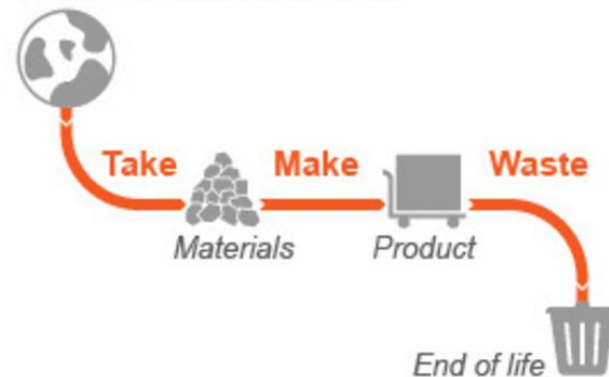 Take
Make
Waste
Materials
Product
End of life